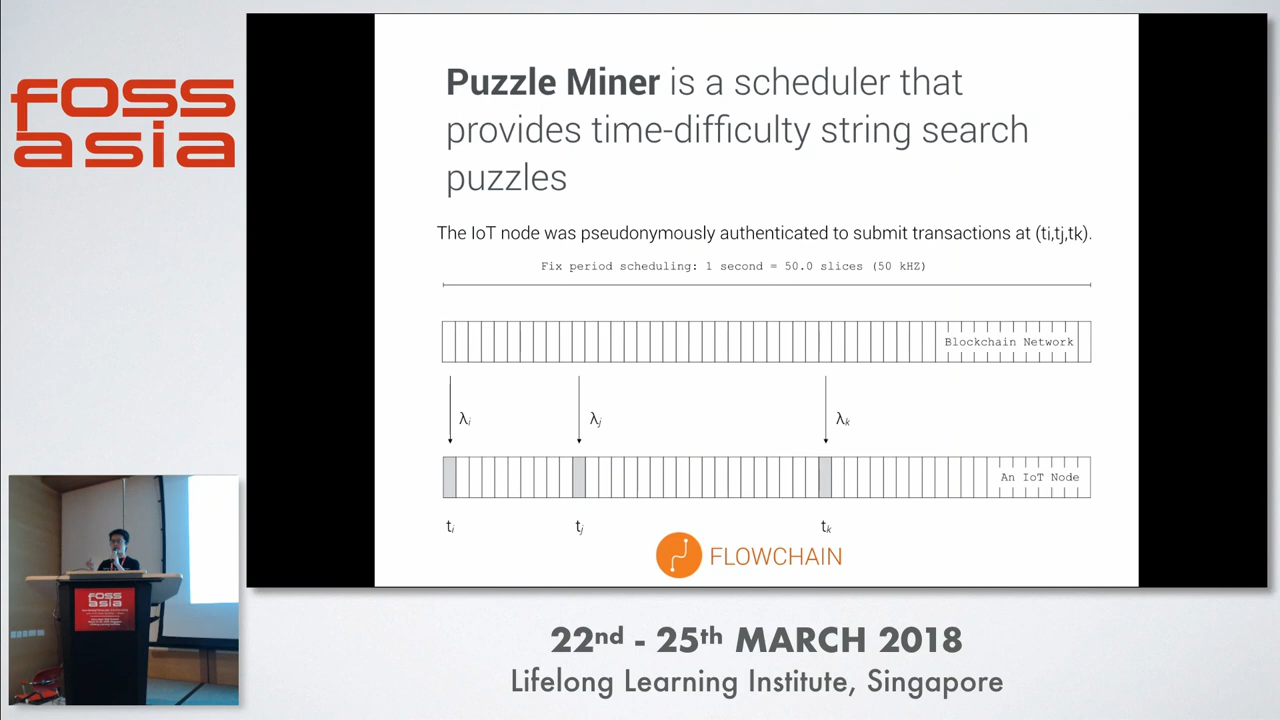 foss
asia
Puzzle Miner is a scheduler that
provides time-difficulty string search
puzzles
The IoT node was pseudonymously authenticated to submit transactions at (ti,tj,tk).
Fix period scheduling: 1 second = 50.0 slices (50 kHZ)
Blockchain Network
λi
λj
λk
An IoT Node
ti
tj
tk
FLOWCHAIN
foss
asia
22nd - 25th MARCH 2018
Lifelong Learning Institute, Singapore